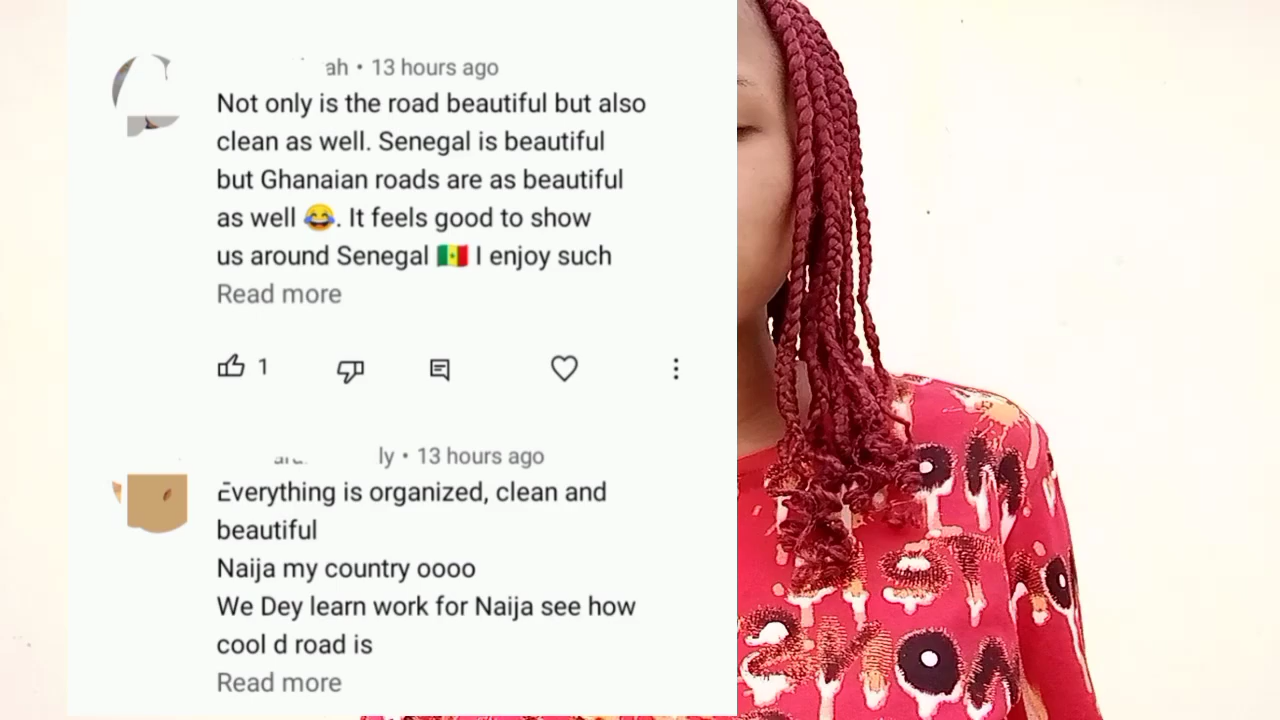 ah • 13 hours ago
Not only is the road beautiful but also
clean as well. Senegal is beautiful
but Ghanaian roads are as beautiful
as well 😂. It feels good to show
us around Senegal 🇸🇳 I enjoy such
Read more
1
ly • 13 hours ago
Everything is organized, clean and
beautiful
Naija my country oooo
We Dey learn work for Naija see how
cool d road is
Read more